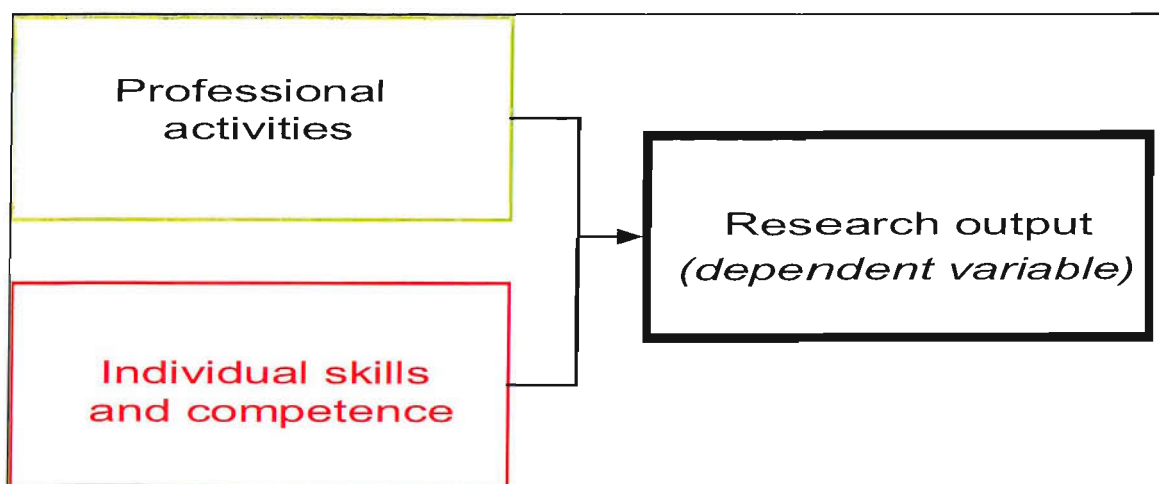 Professional
activities
Research output
(dependent variable)
Individual skills
and competence